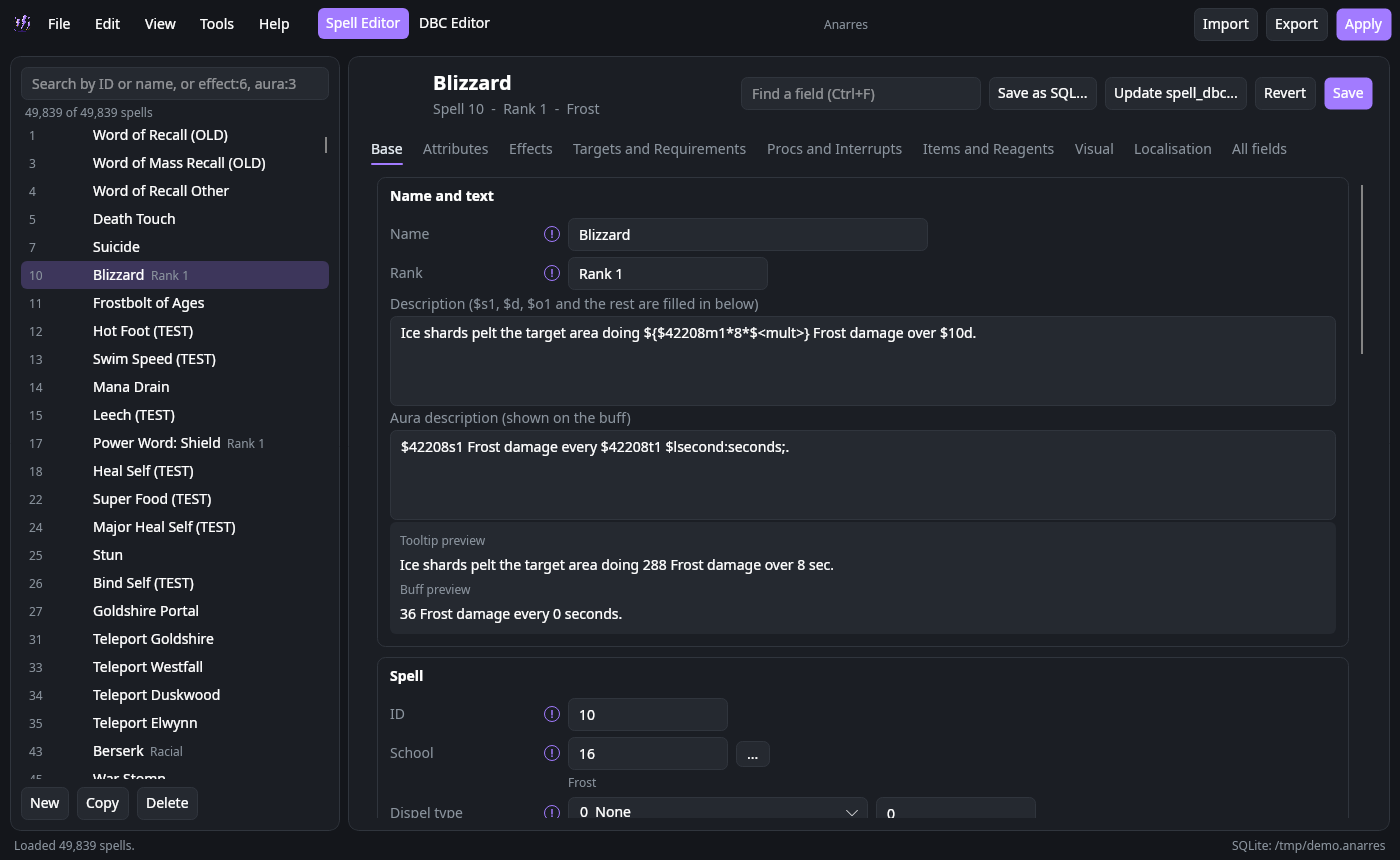 File Edit View Tools Help Spell Editor DBC Editor Anarres Import Export Apply
Search by ID or name, or effect:6, aura:3
49,839 of 49,839 spells
1 Word of Recall (OLD)
3 Word of Mass Recall (OLD)
4 Word of Recall Other
5 Death Touch
7 Suicide
10 Blizzard Rank 1
11 Frostbolt of Ages
12 Hot Foot (TEST)
13 Swim Speed (TEST)
14 Mana Drain
15 Leech (TEST)
17 Power Word: Shield Rank 1
18 Heal Self (TEST)
22 Super Food (TEST)
24 Major Heal Self (TEST)
25 Stun
26 Bind Self (TEST)
27 Goldshire Portal
31 Teleport Goldshire
33 Teleport Westfall
34 Teleport Duskwood
35 Teleport Elwynn
43 Berserk Racial
45 War Stomp
New Copy Delete
Blizzard
Spell 10 - Rank 1 - Frost
Find a field (Ctrl+F) Save as SQL... Update spell_dbc... Revert Save
Base Attributes Effects Targets and Requirements Procs and Interrupts Items and Reagents Visual Localisation All fields
Name and text
Name ! Blizzard
Rank ! Rank 1
Description ($s1, $d, $o1 and the rest are filled in below)
Ice shards pelt the target area doing ${$42208m1*8*$<mult>} Frost damage over $10d.
Aura description (shown on the buff)
$42208s1 Frost damage every $42208t1 $lsecond:seconds;.
Tooltip preview
Ice shards pelt the target area doing 288 Frost damage over 8 sec.
Buff preview
36 Frost damage every 0 seconds.
Spell
ID ! 10
School ! 16 ...
Frost
Dispel type ! 0 None 0
Loaded 49,839 spells. SQLite: /tmp/demo.anarres